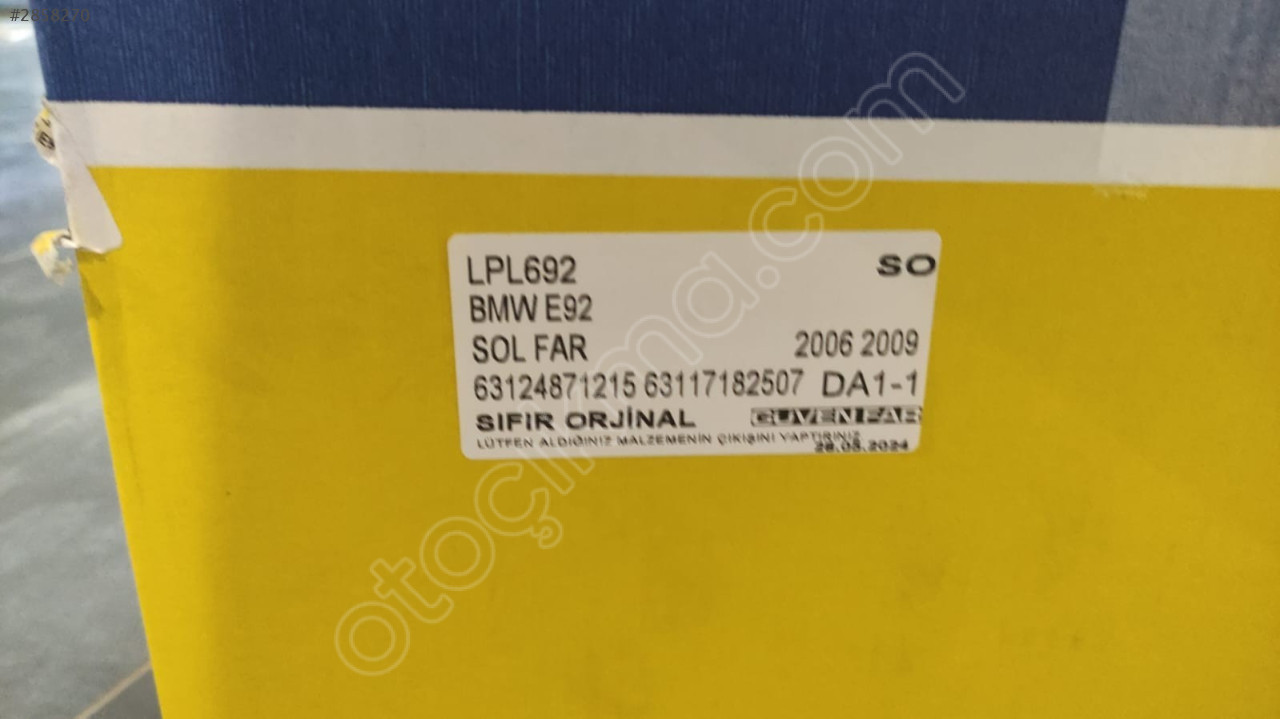 #2818270
LPL692 SO
BMW E92
SOL FAR 2006 2009
63124871215 63117182507 DA1-1
SIFIR ORJİNAL GÜVEN FAR
LÜTFEN ALDIĞINIZ MALZEMENİN ÇIKIŞINI YAPTIRINIZ
28.05.2024
otoçıkma.com